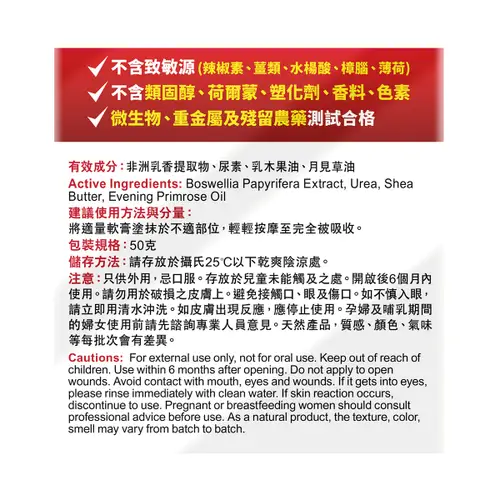 不含致敏源 (辣椒素、薑類、水楊酸、樟腦、薄荷)
不含類固醇、荷爾蒙、塑化劑、香料、色素
微生物、重金屬及殘留農藥測試合格
有效成分：非洲乳香提取物、尿素、乳木果油、月見草油
Active Ingredients: Boswellia Papyrifera Extract, Urea, Shea
Butter, Evening Primrose Oil
建議使用方法與分量：
將適量軟膏塗抹於不適部位，輕輕按摩至完全被吸收。
包裝規格：50克
儲存方法：請存放於攝氏25℃以下乾爽陰涼處。
注意：只供外用，忌口服。存放於兒童未能觸及之處。開啟後6個月內
使用。請勿用於破損之皮膚上。避免接觸口、眼及傷口。如不慎入眼，
請立即用清水沖洗。如皮膚出現反應，應停止使用。孕婦及哺乳期間
的婦女使用前請先諮詢專業人員意見。天然產品，質感、顏色、氣味
等每批次會有差異。
Cautions: For external use only, not for oral use. Keep out of reach of
children. Use within 6 months after opening. Do not apply to open
wounds. Avoid contact with mouth, eyes and wounds. If it gets into eyes,
please rinse immediately with clean water. If skin reaction occurs,
discontinue to use. Pregnant or breastfeeding women should consult
professional advice before use. As a natural product, the texture, color,
smell may vary from batch to batch.